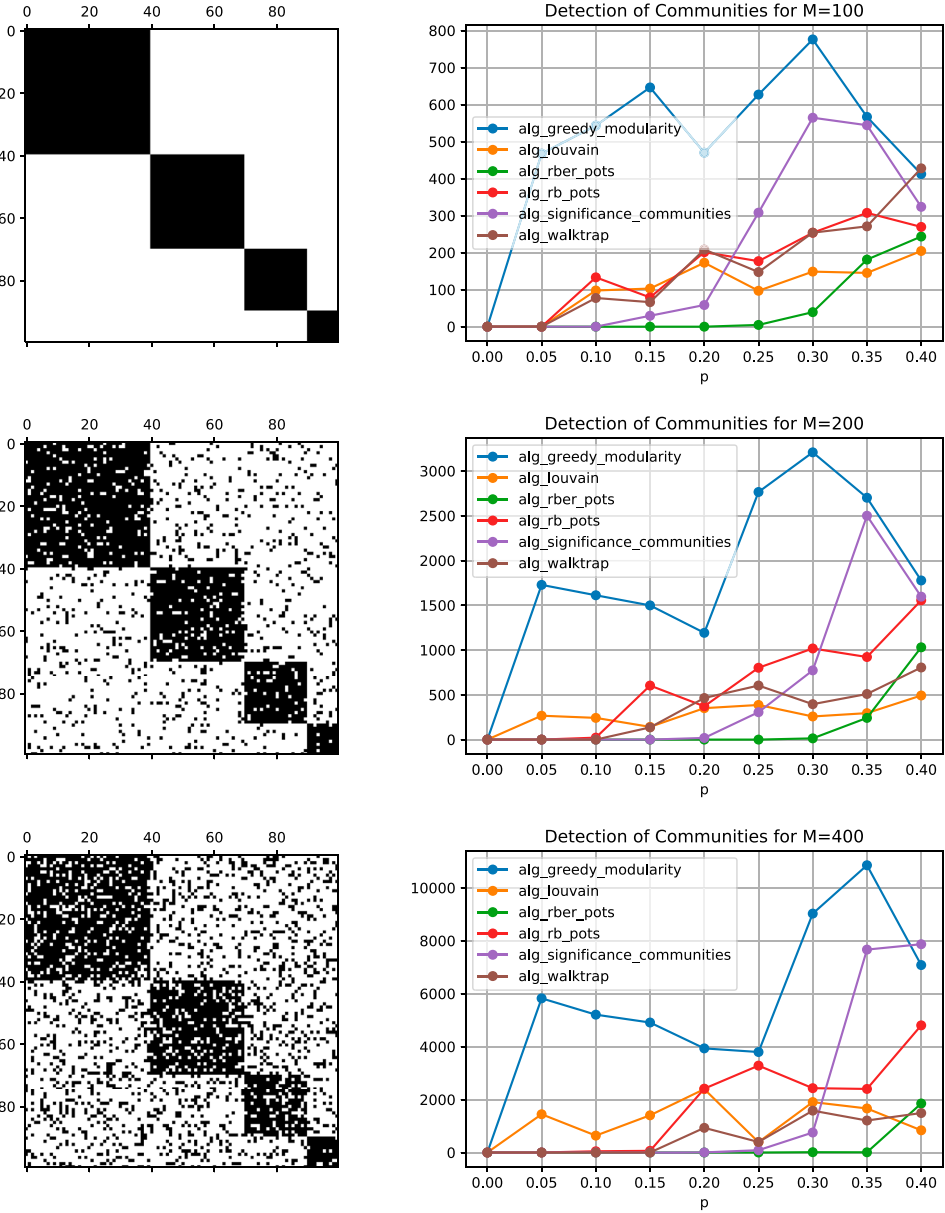 0 20 40 60 80
0
20
40
60
80
Detection of Communities for M=100
800
700
600
500
400
300
200
100
0
alg_greedy_modularity
alg_louvain
alg_rber_pots
alg_rb_pots
alg_significance_communities
alg_walktrap
0.00 0.05 0.10 0.15 0.20 0.25 0.30 0.35 0.40
p
0 20 40 60 80
0
20
40
60
80
Detection of Communities for M=200
3000
2500
2000
1500
1000
500
0
alg_greedy_modularity
alg_louvain
alg_rber_pots
alg_rb_pots
alg_significance_communities
alg_walktrap
0.00 0.05 0.10 0.15 0.20 0.25 0.30 0.35 0.40
p
0 20 40 60 80
0
20
40
60
80
Detection of Communities for M=400
10000
8000
6000
4000
2000
0
alg_greedy_modularity
alg_louvain
alg_rber_pots
alg_rb_pots
alg_significance_communities
alg_walktrap
0.00 0.05 0.10 0.15 0.20 0.25 0.30 0.35 0.40
p